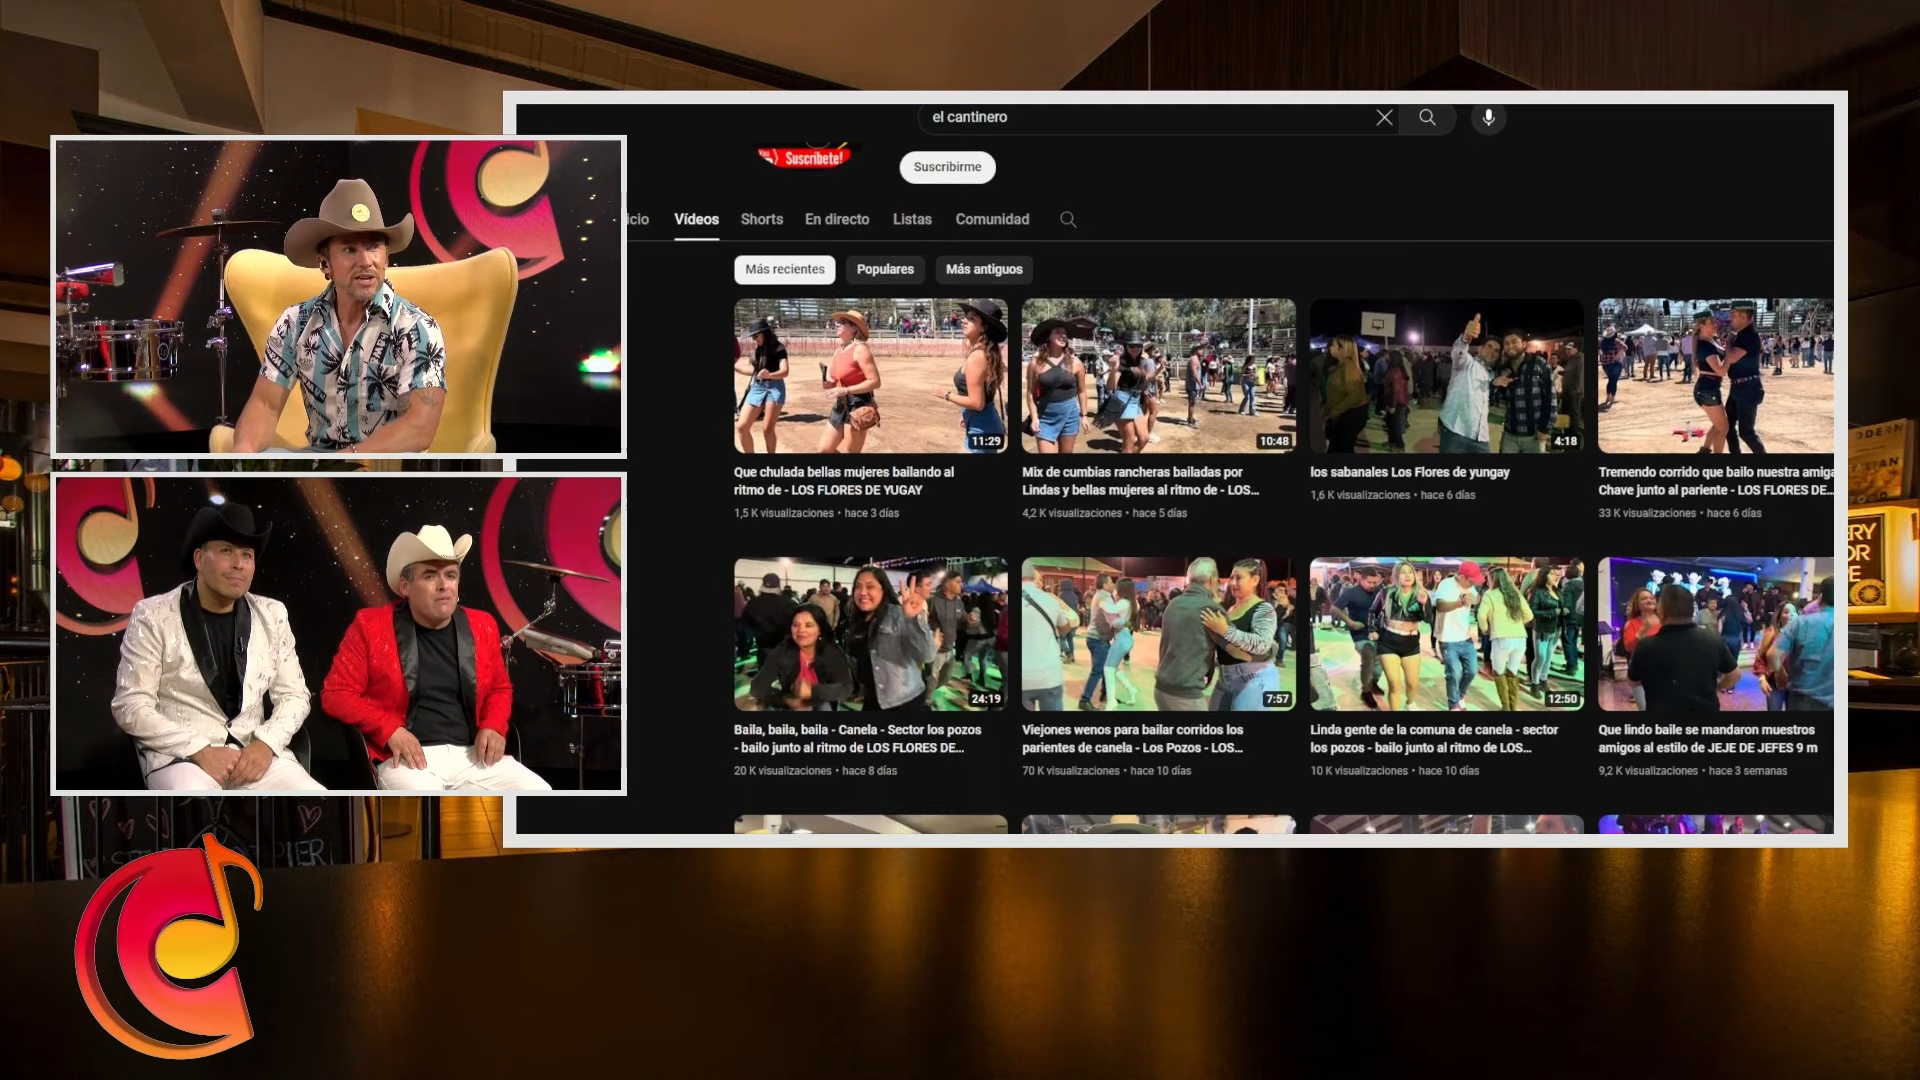 el cantinero
Suscríbete!
Suscribirme
icio Vídeos Shorts En directo Listas Comunidad
Más recientes Populares Más antiguos
11:29
10:48
4:18
Que chulada bellas mujeres bailando al
ritmo de - LOS FLORES DE YUGAY
1,5 K visualizaciones • hace 3 días
Mix de cumbias rancheras bailadas por
Lindas y bellas mujeres al ritmo de - LOS...
4,2 K visualizaciones • hace 5 días
los sabanales Los Flores de yungay
1,6 K visualizaciones • hace 6 días
Tremendo corrido que bailo nuestra amiga
Chave junto al pariente - LOS FLORES DE...
33 K visualizaciones • hace 6 días
24:19
7:57
12:50
Baila, baila, baila - Canela - Sector los pozos
- bailo junto al ritmo de LOS FLORES DE...
20 K visualizaciones • hace 8 días
Viejones wenos para bailar corridos los
parientes de canela - Los Pozos - LOS...
70 K visualizaciones • hace 10 días
Linda gente de la comuna de canela - sector
los pozos - bailo junto al ritmo de LOS...
10 K visualizaciones • hace 10 días
Que lindo baile se mandaron muestros
amigos al estilo de JEJE DE JEFES 9 m
9,2 K visualizaciones • hace 3 semanas